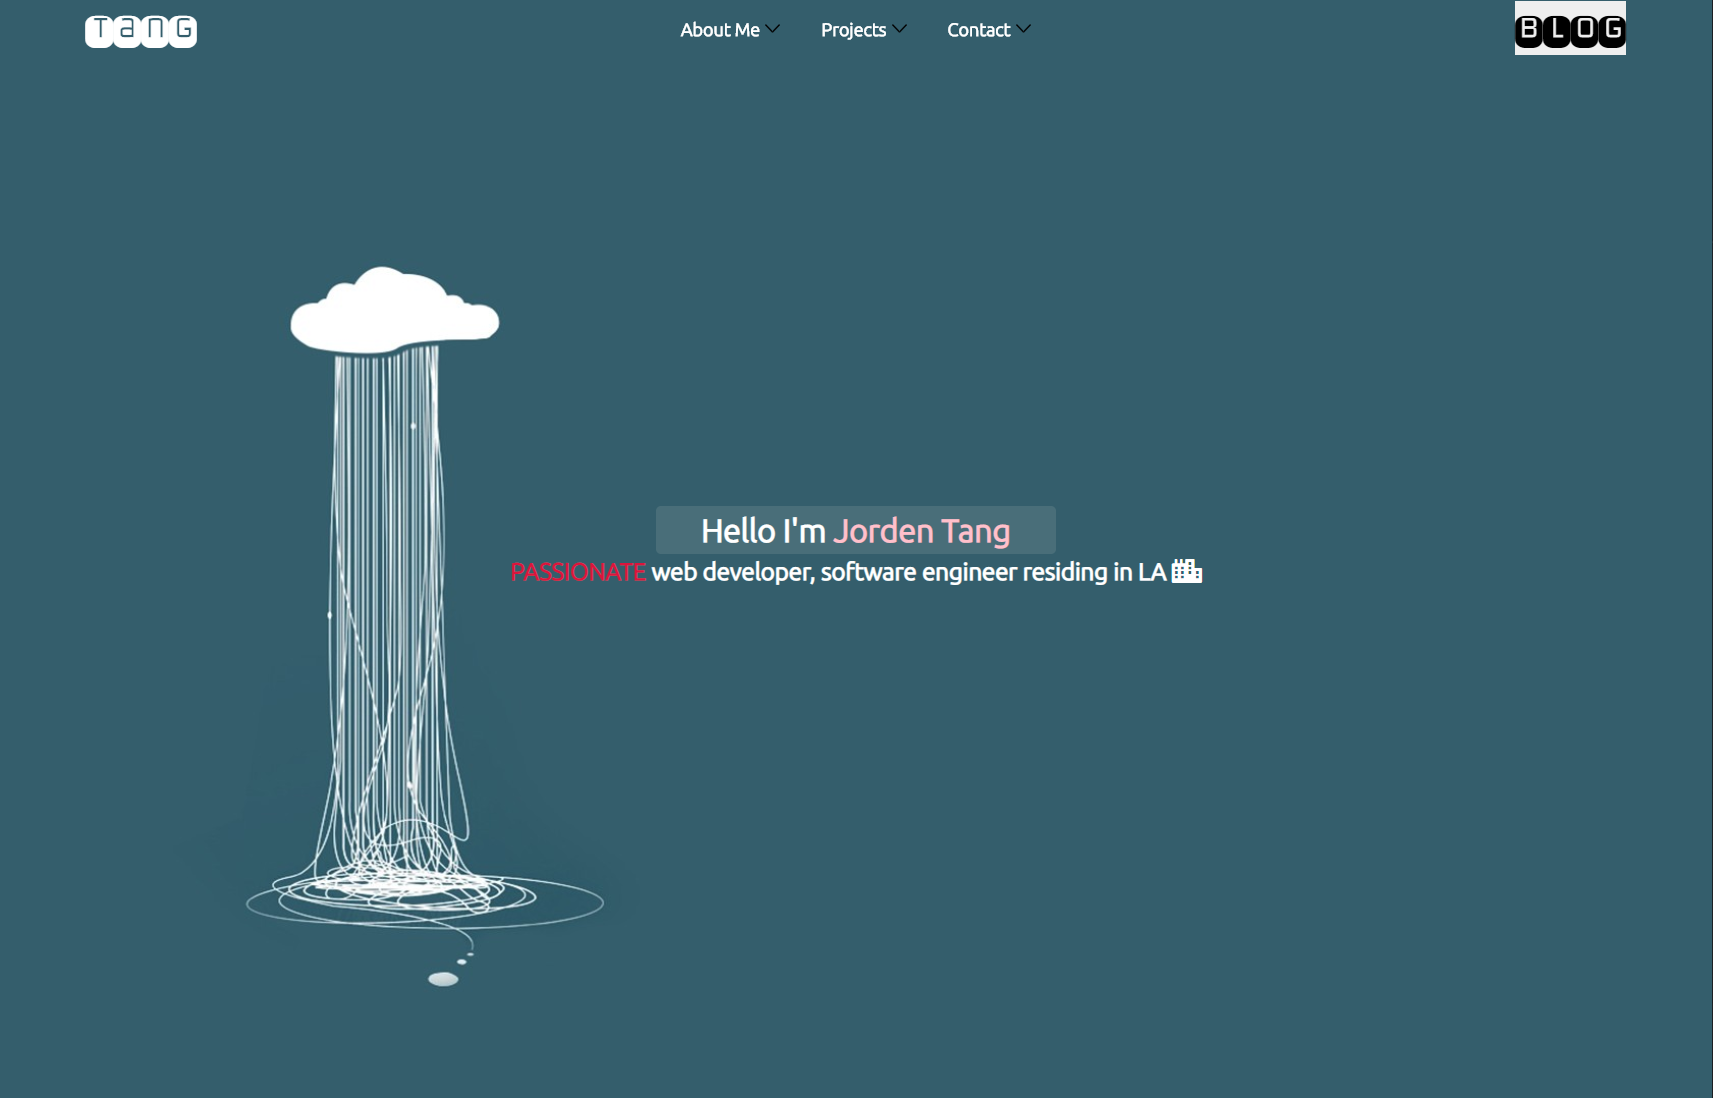 TaNG
About Me
Projects
Contact
BLOG
Hello I'm Jorden Tang
PASSIONATE web developer, software engineer residing in LA